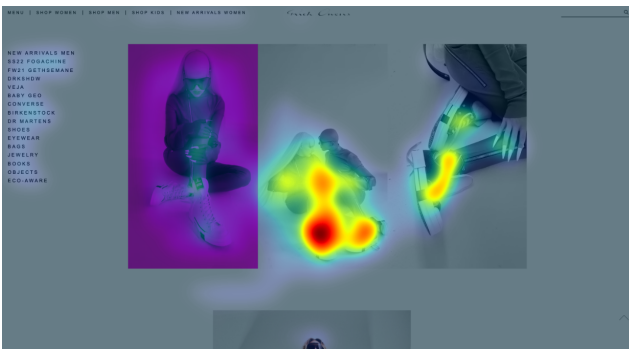 MENU | SHOP WOMEN | SHOP MEN | SHOP KIDS | NEW ARRIVALS WOMEN
NEW ARRIVALS MEN
SS22 FOGACHINE
FW21 GETHSEMANE
DRKSHDW
VEJA
BABY GEO
CONVERSE
BIRKENSTOCK
DR MARTENS
SHOES
EYEWEAR
BAGS
JEWELRY
BOOKS
OBJECTS
ECO-AWARE